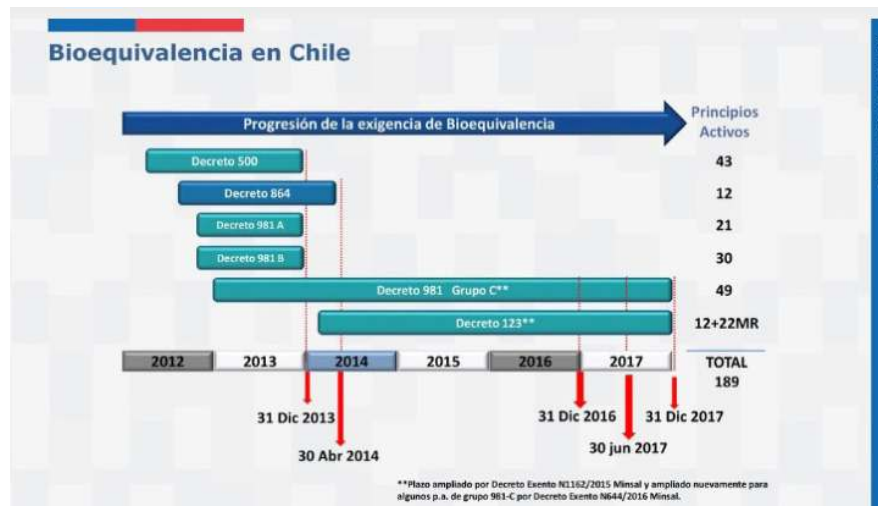 Bioequivalencia en Chile
Progresión de la exigencia de Bioequivalencia
Principios
Activos
Decreto 500
43
Decreto 864
12
Decreto 981 A
21
Decreto 981 B
30
Decreto 981 Grupo C**
49
Decreto 123**
12+22MR
2012 2013 2014 2015 2016 2017
TOTAL
189
31 Dic 2013
31 Dic 2016
31 Dic 2017
30 Abr 2014
30 jun 2017
**Plazo ampliado por Decreto Exento N1162/2015 Minsal y ampliado nuevamente para
algunos p.a. de grupo 981-C por Decreto Exento N644/2016 Minsal.